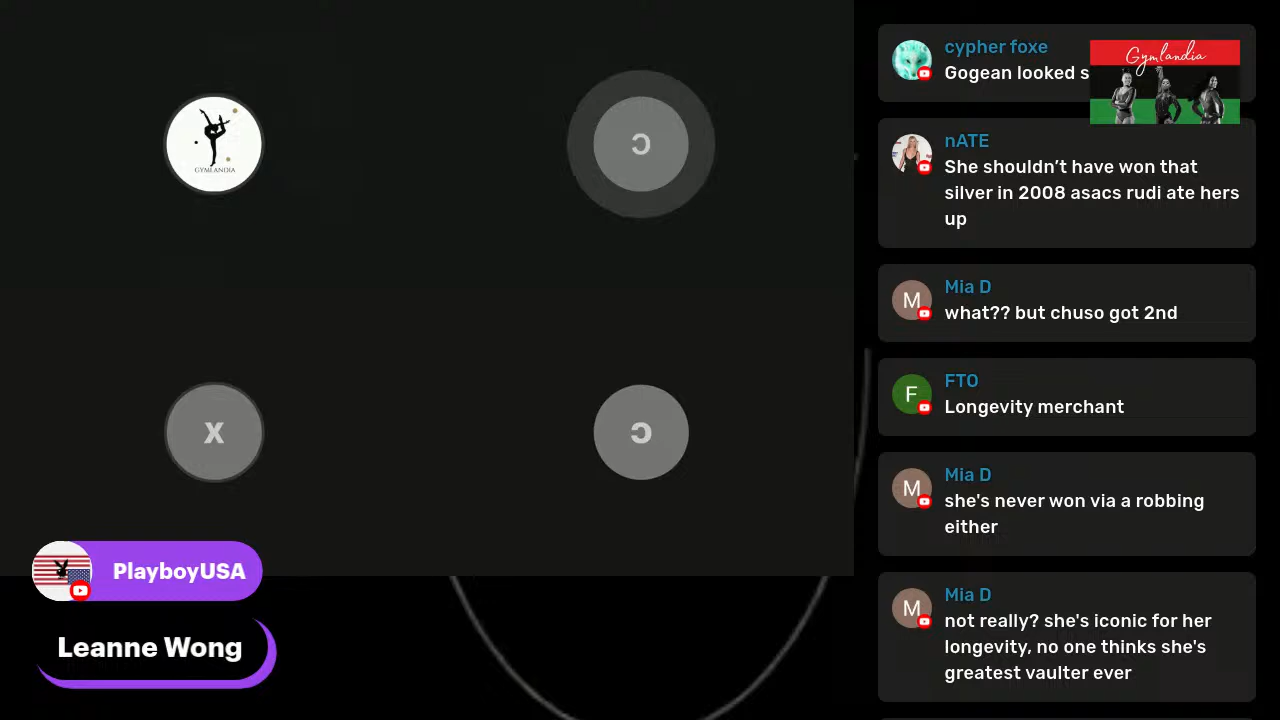 GYMLANDIA
ɔ
X
ɔ
PlayboyUSA
Leanne Wong
cypher foxe
Gogean looked s
Gymlandia
nATE
She shouldn’t have won that
silver in 2008 asacs rudi ate hers
up
Mia D
M
what?? but chuso got 2nd
FTO
F
Longevity merchant
Mia D
M
she's never won via a robbing
either
Mia D
M
not really? she's iconic for her
longevity, no one thinks she's
greatest vaulter ever